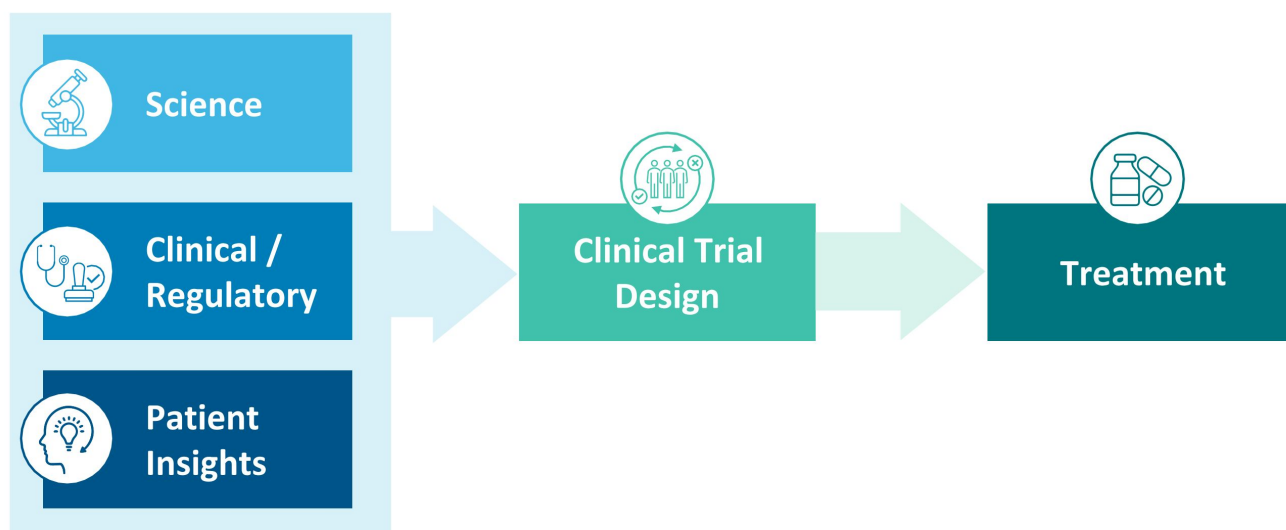 Science
Clinical /
Regulatory
Patient
Insights
Clinical Trial
Design
Treatment